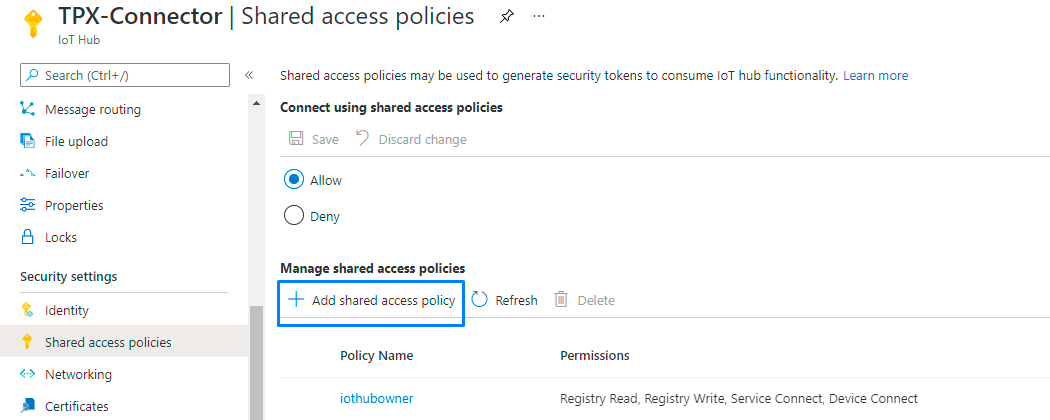 TPX-Connector | Shared access policies
IoT Hub
Search (Ctrl+/)
Message routing
File upload
Failover
Properties
Locks
Security settings
Identity
Shared access policies
Networking
Certificates
Shared access policies may be used to generate security tokens to consume IoT hub functionality. Learn more
Connect using shared access policies
Save Discard change
Allow
Deny
Manage shared access policies
Add shared access policy Refresh Delete
Policy Name Permissions
iothubowner Registry Read, Registry Write, Service Connect, Device Connect